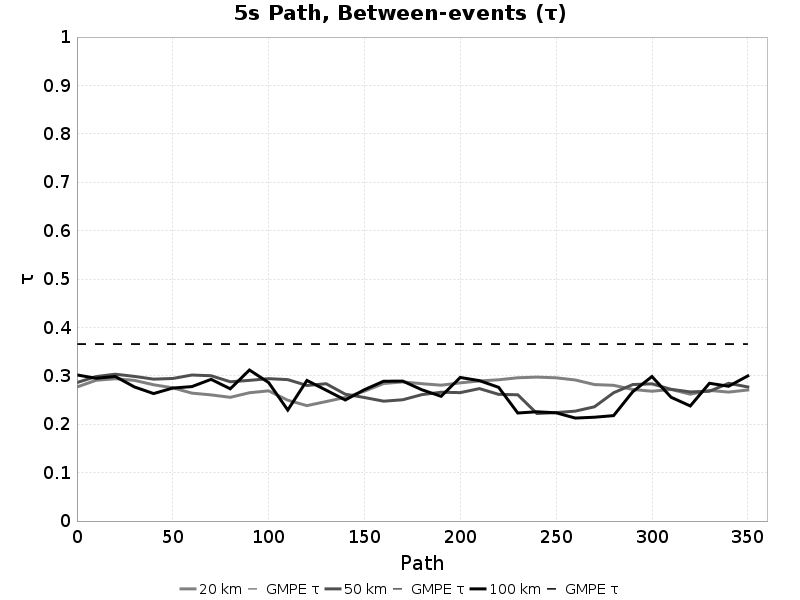 5s Path, Between-events (τ)
1
0.9
0.8
0.7
0.6
0.5
0.4
0.3
0.2
0.1
0
τ
0 50 100 150 200 250 300 350
Path
20 km GMPE τ 50 km GMPE τ 100 km GMPE τ